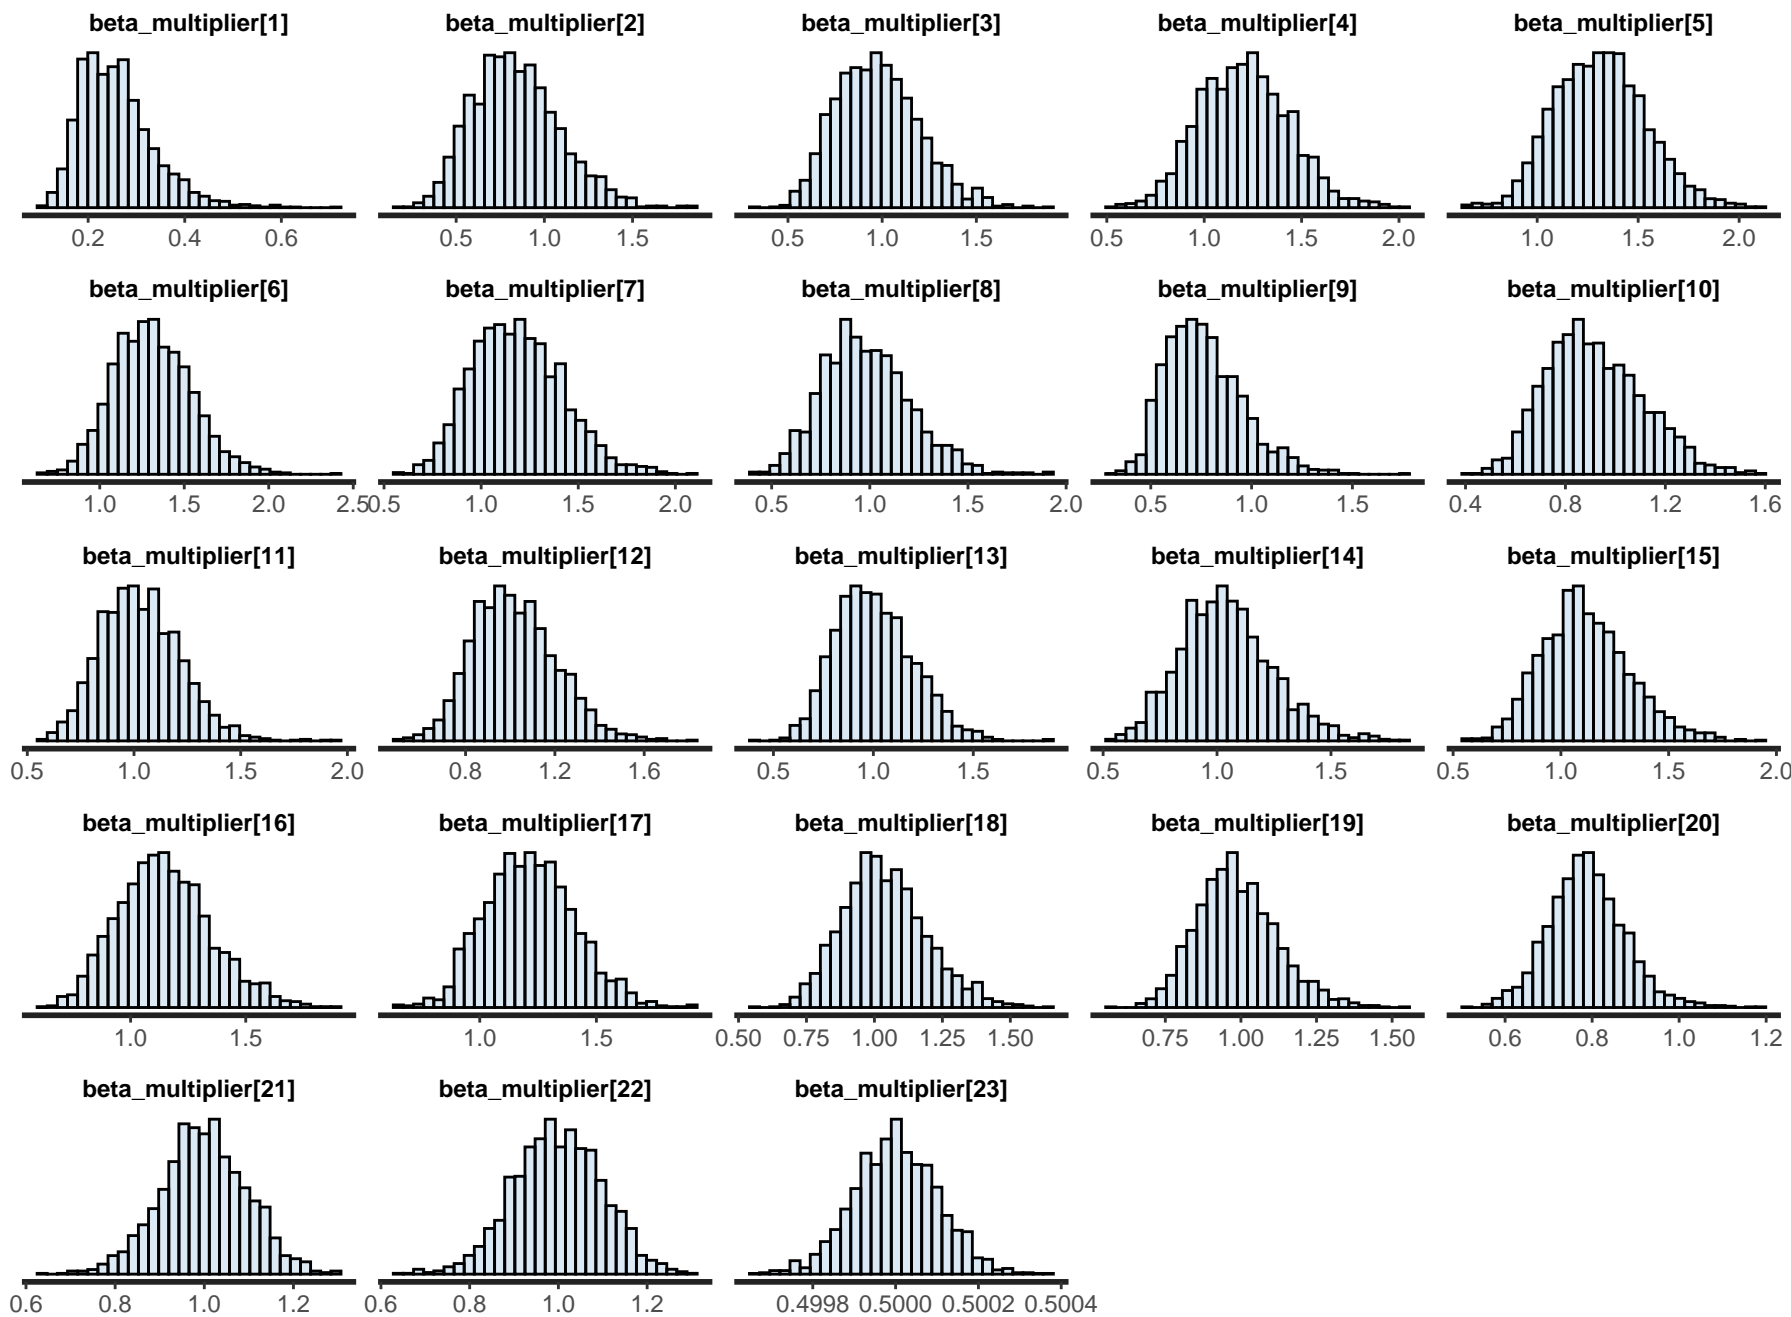 beta_multiplier[1] beta_multiplier[2] beta_multiplier[3] beta_multiplier[4] beta_multiplier[5]
0.2 0.4 0.6 0.5 1.0 1.5 0.5 1.0 1.5 0.5 1.0 1.5 2.0 1.0 1.5 2.0
beta_multiplier[6] beta_multiplier[7] beta_multiplier[8] beta_multiplier[9] beta_multiplier[10]
1.0 1.5 2.0 2.5 0.5 1.0 1.5 2.0 0.5 1.0 1.5 2.0 0.5 1.0 1.5 0.4 0.8 1.2 1.6
beta_multiplier[11] beta_multiplier[12] beta_multiplier[13] beta_multiplier[14] beta_multiplier[15]
0.5 1.0 1.5 2.0 0.8 1.2 1.6 0.5 1.0 1.5 0.5 1.0 1.5 0.5 1.0 1.5 2.0
beta_multiplier[16] beta_multiplier[17] beta_multiplier[18] beta_multiplier[19] beta_multiplier[20]
1.0 1.5 1.0 1.5 0.50 0.75 1.00 1.25 1.50 0.75 1.00 1.25 1.50 0.6 0.8 1.0 1.2
beta_multiplier[21] beta_multiplier[22] beta_multiplier[23]
0.6 0.8 1.0 1.2 0.6 0.8 1.0 1.2 0.4998 0.5000 0.5002 0.5004